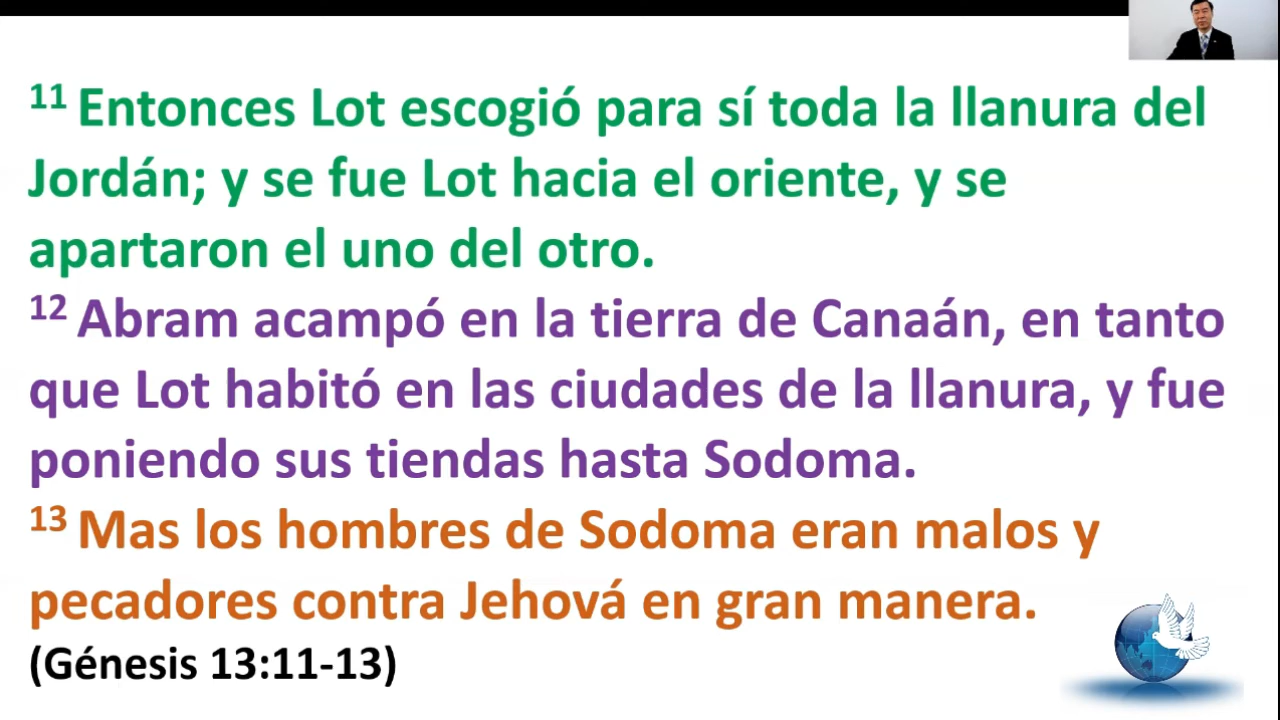 11 Entonces Lot escogió para sí toda la llanura del
Jordán; y se fue Lot hacia el oriente, y se
apartaron el uno del otro.
12 Abram acampó en la tierra de Canaán, en tanto
que Lot habitó en las ciudades de la llanura, y fue
poniendo sus tiendas hasta Sodoma.
13 Mas los hombres de Sodoma eran malos y
pecadores contra Jehová en gran manera.
(Génesis 13:11-13)